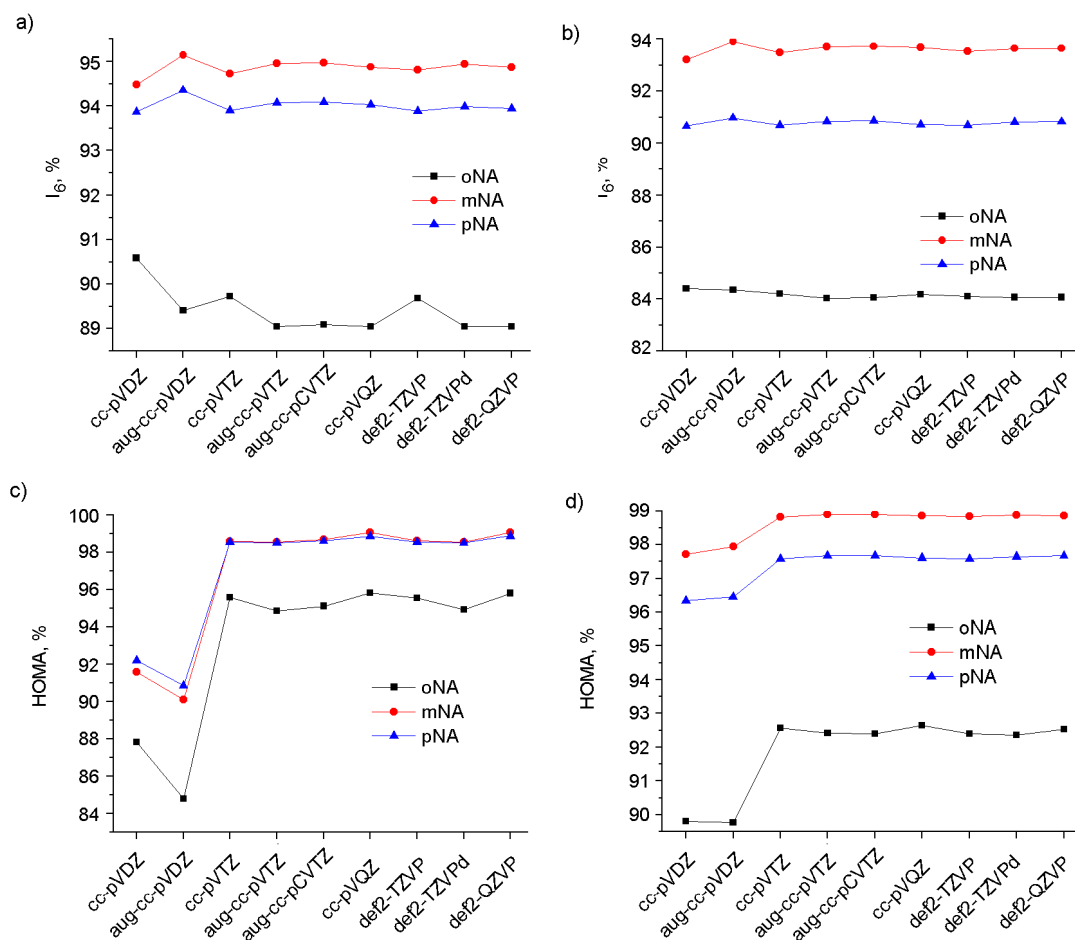 a)
95
94
93
92
91
90
89
I6, %
oNA
mNA
pNA
cc-pVDZ
aug-cc-pVDZ
cc-pVTZ
aug-cc-pVTZ
aug-cc-pCVTZ
cc-pVQZ
def2-TZVP
def2-TZVPd
def2-QZVP
b)
94
92
90
88
86
84
82
I6, %
oNA
mNA
pNA
cc-pVDZ
aug-cc-pVDZ
cc-pVTZ
aug-cc-pVTZ
aug-cc-pCVTZ
cc-pVQZ
def2-TZVP
def2-TZVPd
def2-QZVP
c)
100
98
96
94
92
90
88
86
84
HOMA, %
oNA
mNA
pNA
cc-pVDZ
aug-cc-pVDZ
cc-pVTZ
aug-cc-pVTZ
aug-cc-pCVTZ
cc-pVQZ
def2-TZVP
def2-TZVPd
def2-QZVP
d)
99
98
97
96
95
94
93
92
91
90
HOMA, %
oNA
mNA
pNA
cc-pVDZ
aug-cc-pVDZ
cc-pVTZ
aug-cc-pVTZ
aug-cc-pCVTZ
cc-pVQZ
def2-TZVP
def2-TZVPd
def2-QZVP